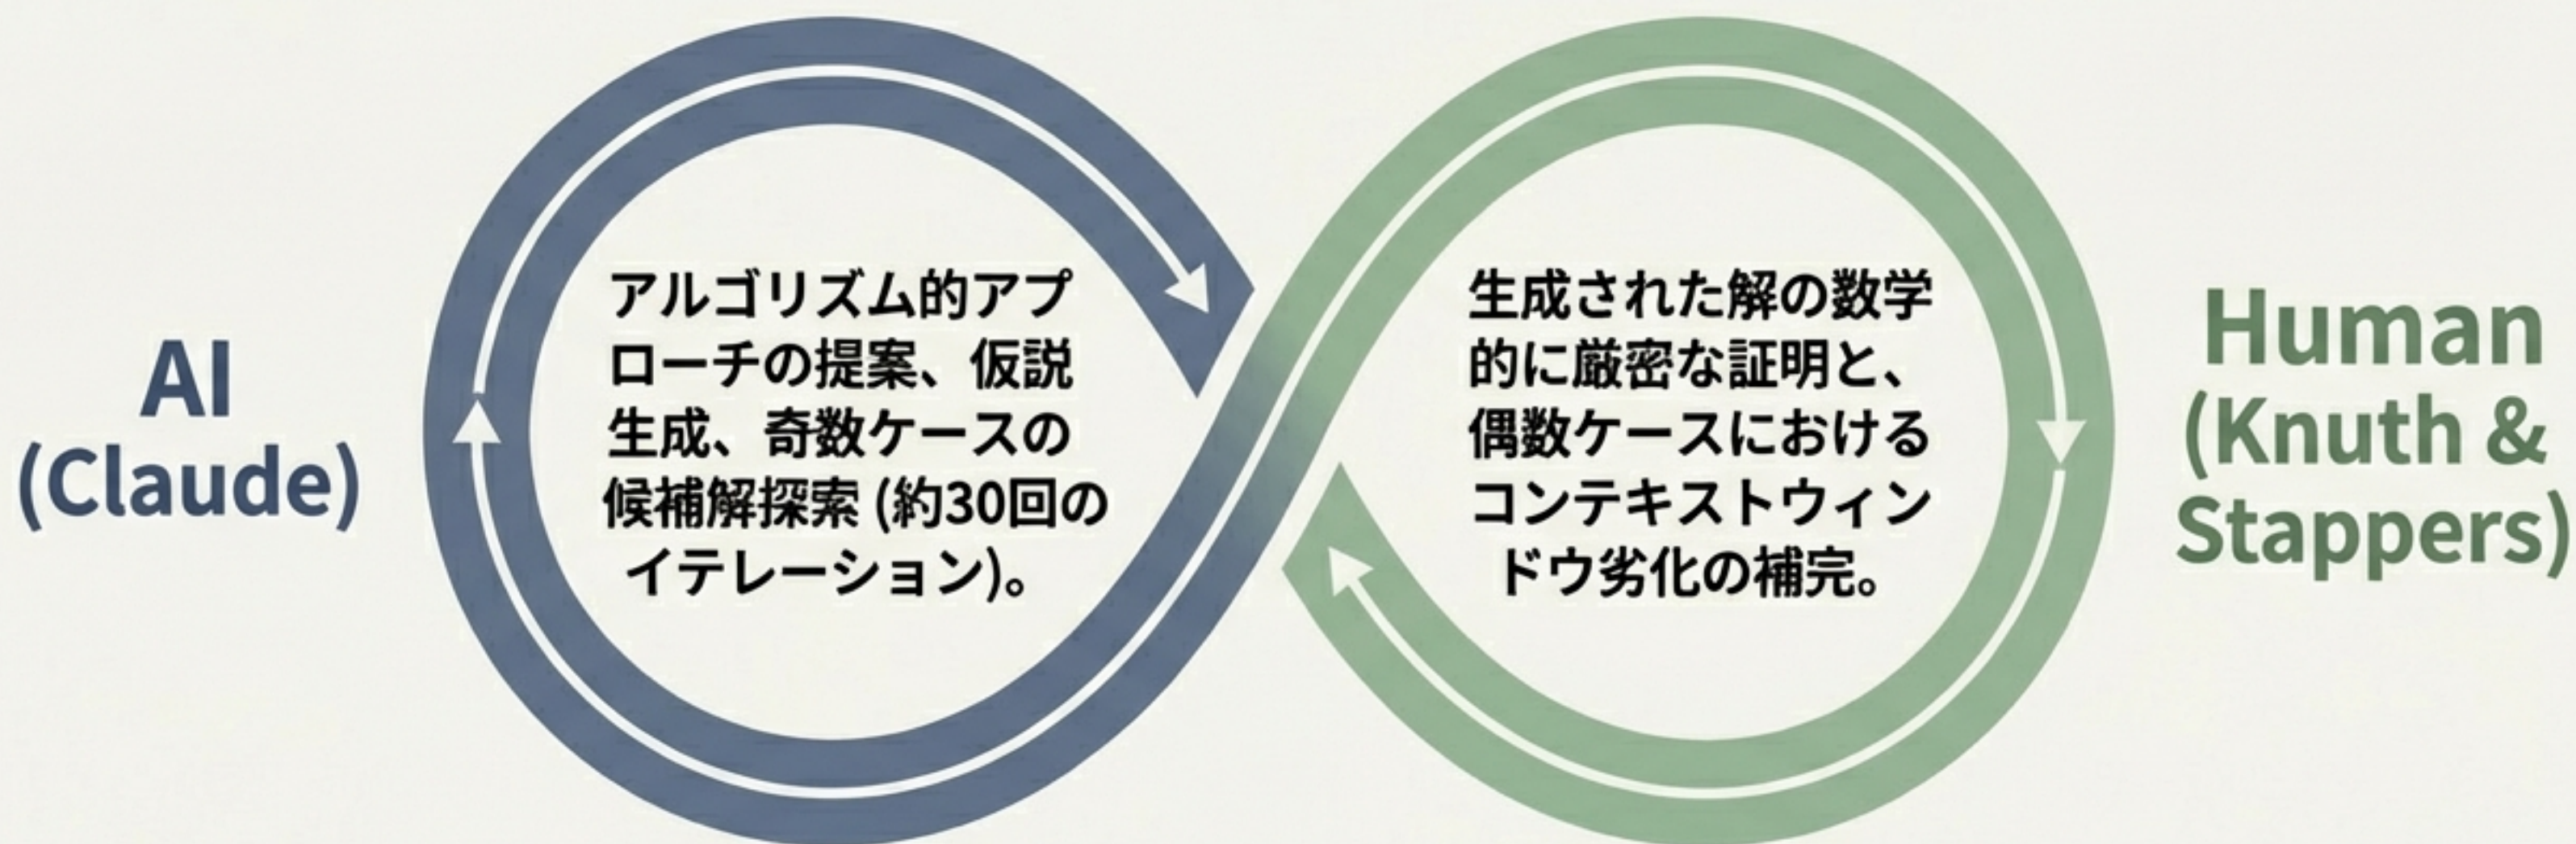 AI
(Claude)
アルゴリズム的アプ
ローチの提案、仮説
生成、奇数ケースの
候補解探索 (約30回の
イテレーション)。
生成された解の数学
的に厳密な証明と、
偶数ケースにおける
コンテキストウィン
ドウ劣化の補完。
Human
(Knuth &
Stappers)